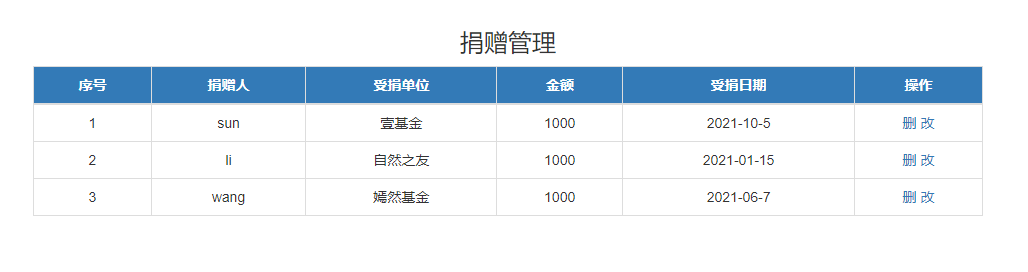 捐赠管理
序号 捐赠人 受捐单位 金额 受捐日期 操作
1 sun 壹基金 1000 2021-10-5 删 改
2 li 自然之友 1000 2021-01-15 删 改
3 wang 嫣然基金 1000 2021-06-7 删 改